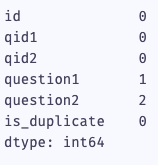 id 0
qid1 0
qid2 0
question1 1
question2 2
is_duplicate 0
dtype: int64